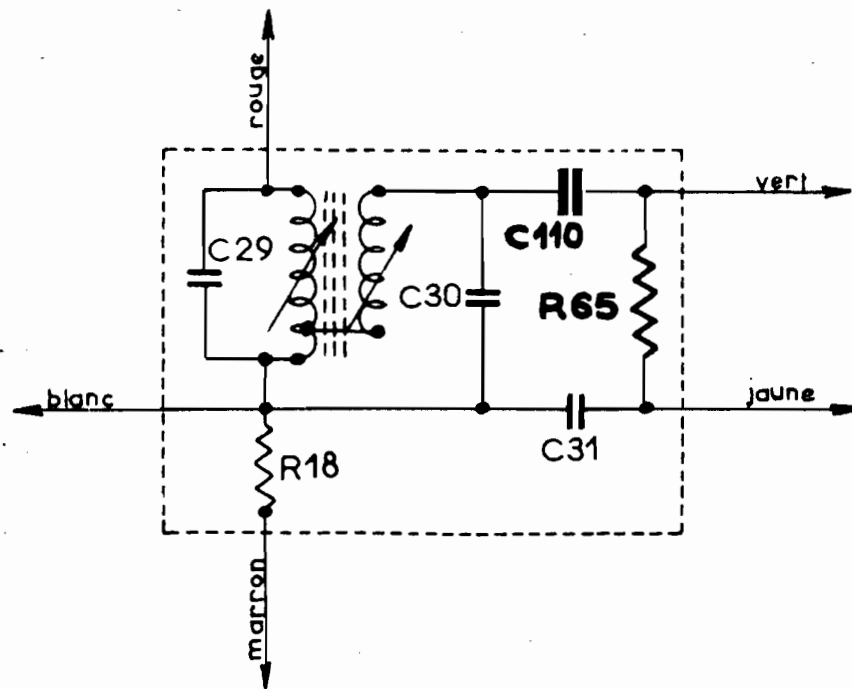 rouge
vert
C29
C110
C30
R65
blanc
jaune
C31
R18
marron